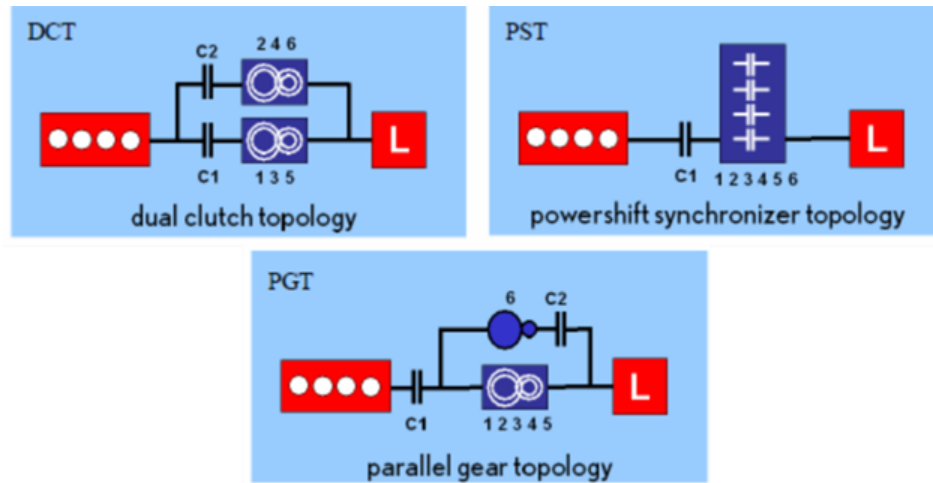 DCT
2 4 6
C2
L
C1
1 3 5
dual clutch topology
PST
L
C1
1 2 3 4 5 6
powershift synchronizer topology
PGT
6 C2
L
C1
1 2 3 4 5
parallel gear topology